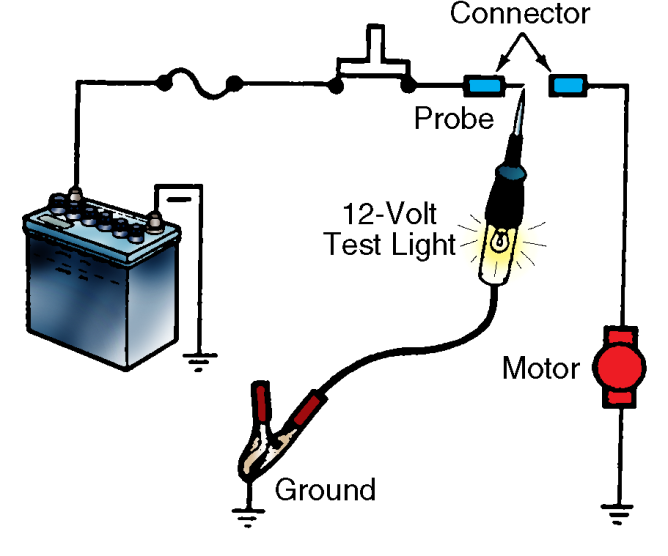 Connector
Probe
12-Volt
Test Light
Motor
Ground